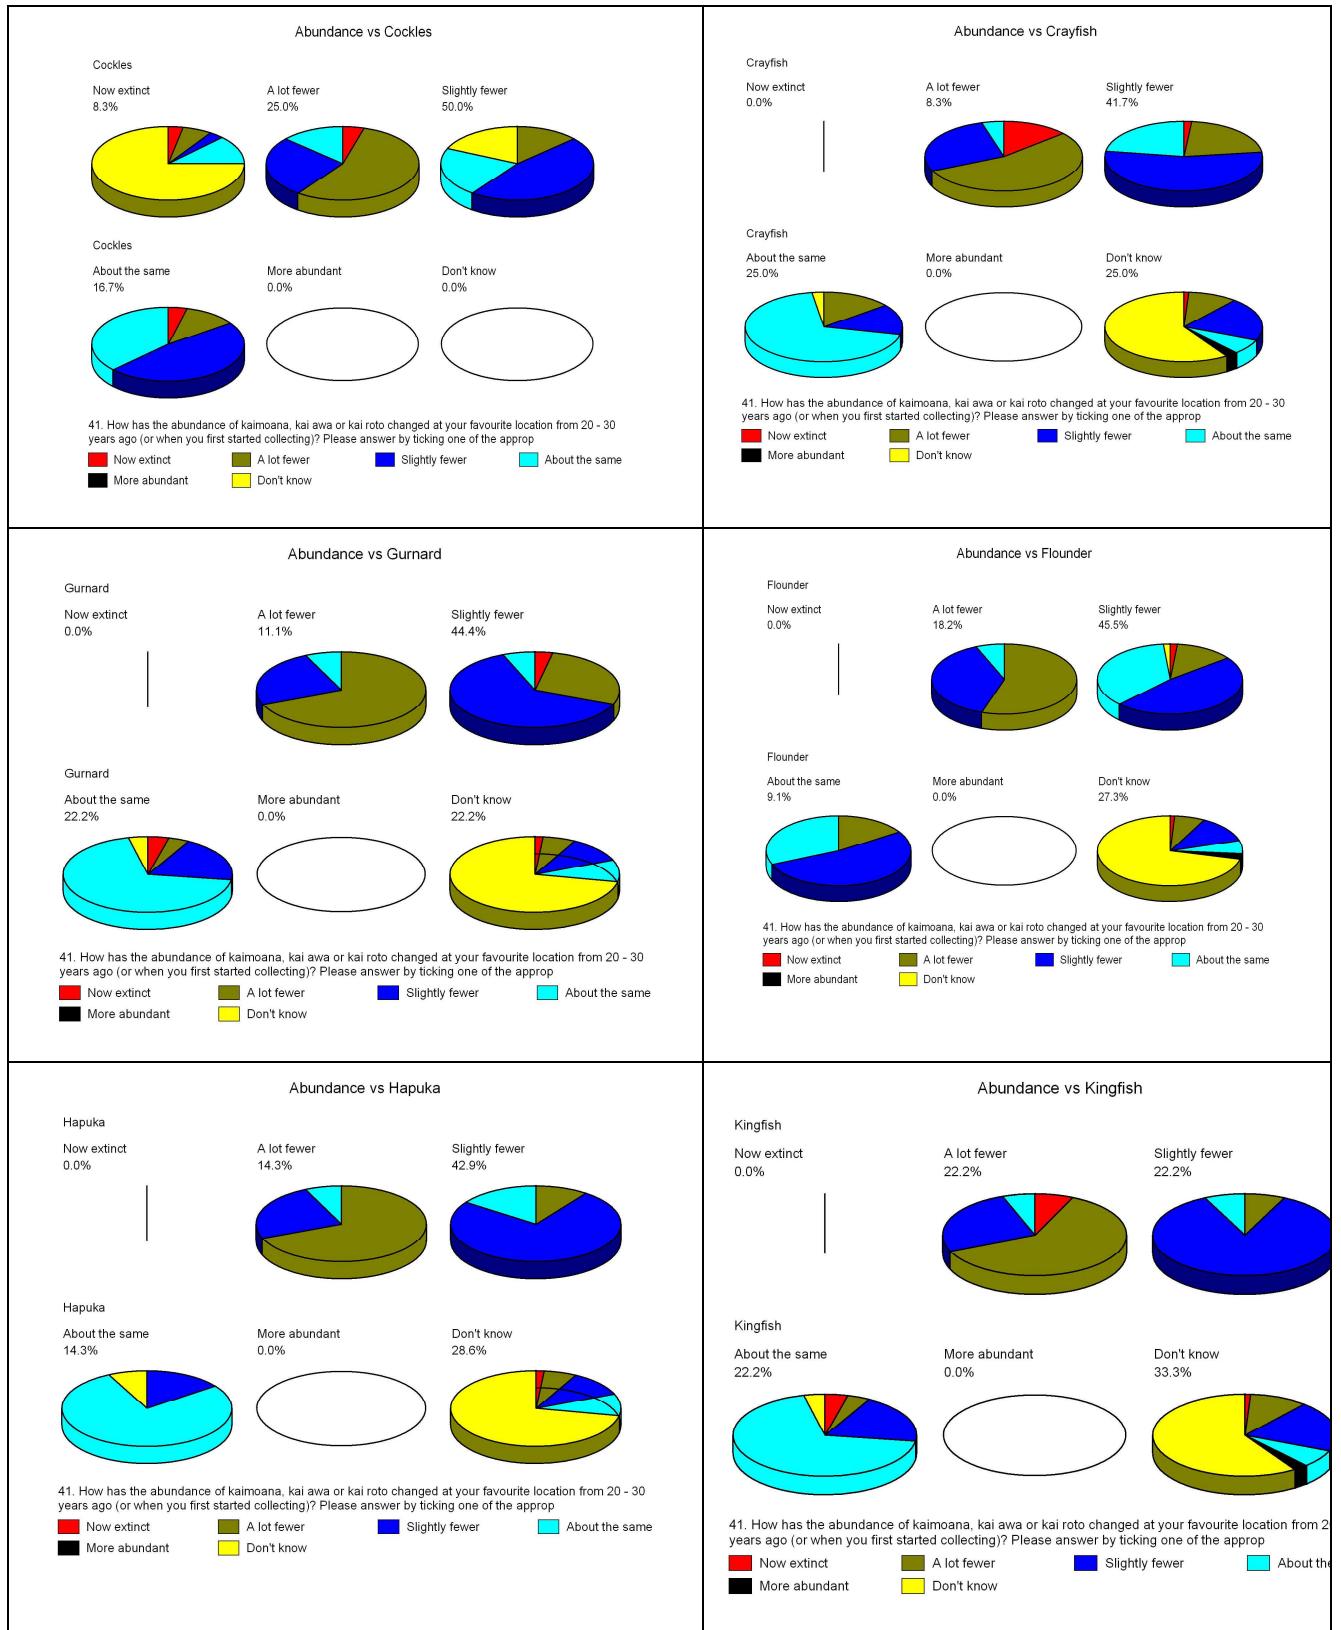 Abundance vs Cockles
Cockles
Now extinct A lot fewer Slightly fewer
8.3% 25.0% 50.0%
Cockles
About the same More abundant Don't know
16.7% 0.0% 0.0%
41. How has the abundance of kaimoana, kai awa or kai roto changed at your favourite location from 20 - 30
years ago (or when you first started collecting)? Please answer by ticking one of the approp
Now extinct A lot fewer Slightly fewer About the same
More abundant Don't know
Abundance vs Crayfish
Crayfish
Now extinct A lot fewer Slightly fewer
0.0% 8.3% 41.7%
Crayfish
About the same More abundant Don't know
25.0% 0.0% 25.0%
41. How has the abundance of kaimoana, kai awa or kai roto changed at your favourite location from 20 - 30
years ago (or when you first started collecting)? Please answer by ticking one of the approp
Now extinct A lot fewer Slightly fewer About the same
More abundant Don't know
Abundance vs Gurnard
Gurnard
Now extinct A lot fewer Slightly fewer
0.0% 11.1% 44.4%
Gurnard
About the same More abundant Don't know
22.2% 0.0% 22.2%
41. How has the abundance of kaimoana, kai awa or kai roto changed at your favourite location from 20 - 30
years ago (or when you first started collecting)? Please answer by ticking one of the approp
Now extinct A lot fewer Slightly fewer About the same
More abundant Don't know
Abundance vs Flounder
Flounder
Now extinct A lot fewer Slightly fewer
0.0% 18.2% 45.5%
Flounder
About the same More abundant Don't know
9.1% 0.0% 27.3%
41. How has the abundance of kaimoana, kai awa or kai roto changed at your favourite location from 20 - 30
years ago (or when you first started collecting)? Please answer by ticking one of the approp
Now extinct A lot fewer Slightly fewer About the same
More abundant Don't know
Abundance vs Hapuka
Hapuka
Now extinct A lot fewer Slightly fewer
0.0% 14.3% 42.9%
Hapuka
About the same More abundant Don't know
14.3% 0.0% 28.6%
41. How has the abundance of kaimoana, kai awa or kai roto changed at your favourite location from 20 - 30
years ago (or when you first started collecting)? Please answer by ticking one of the approp
Now extinct A lot fewer Slightly fewer About the same
More abundant Don't know
Abundance vs Kingfish
Kingfish
Now extinct A lot fewer Slightly fewer
0.0% 22.2% 22.2%
Kingfish
About the same More abundant Don't know
22.2% 0.0% 33.3%
41. How has the abundance of kaimoana, kai awa or kai roto changed at your favourite location from 2
years ago (or when you first started collecting)? Please answer by ticking one of the approp
Now extinct A lot fewer Slightly fewer About the
More abundant Don't know